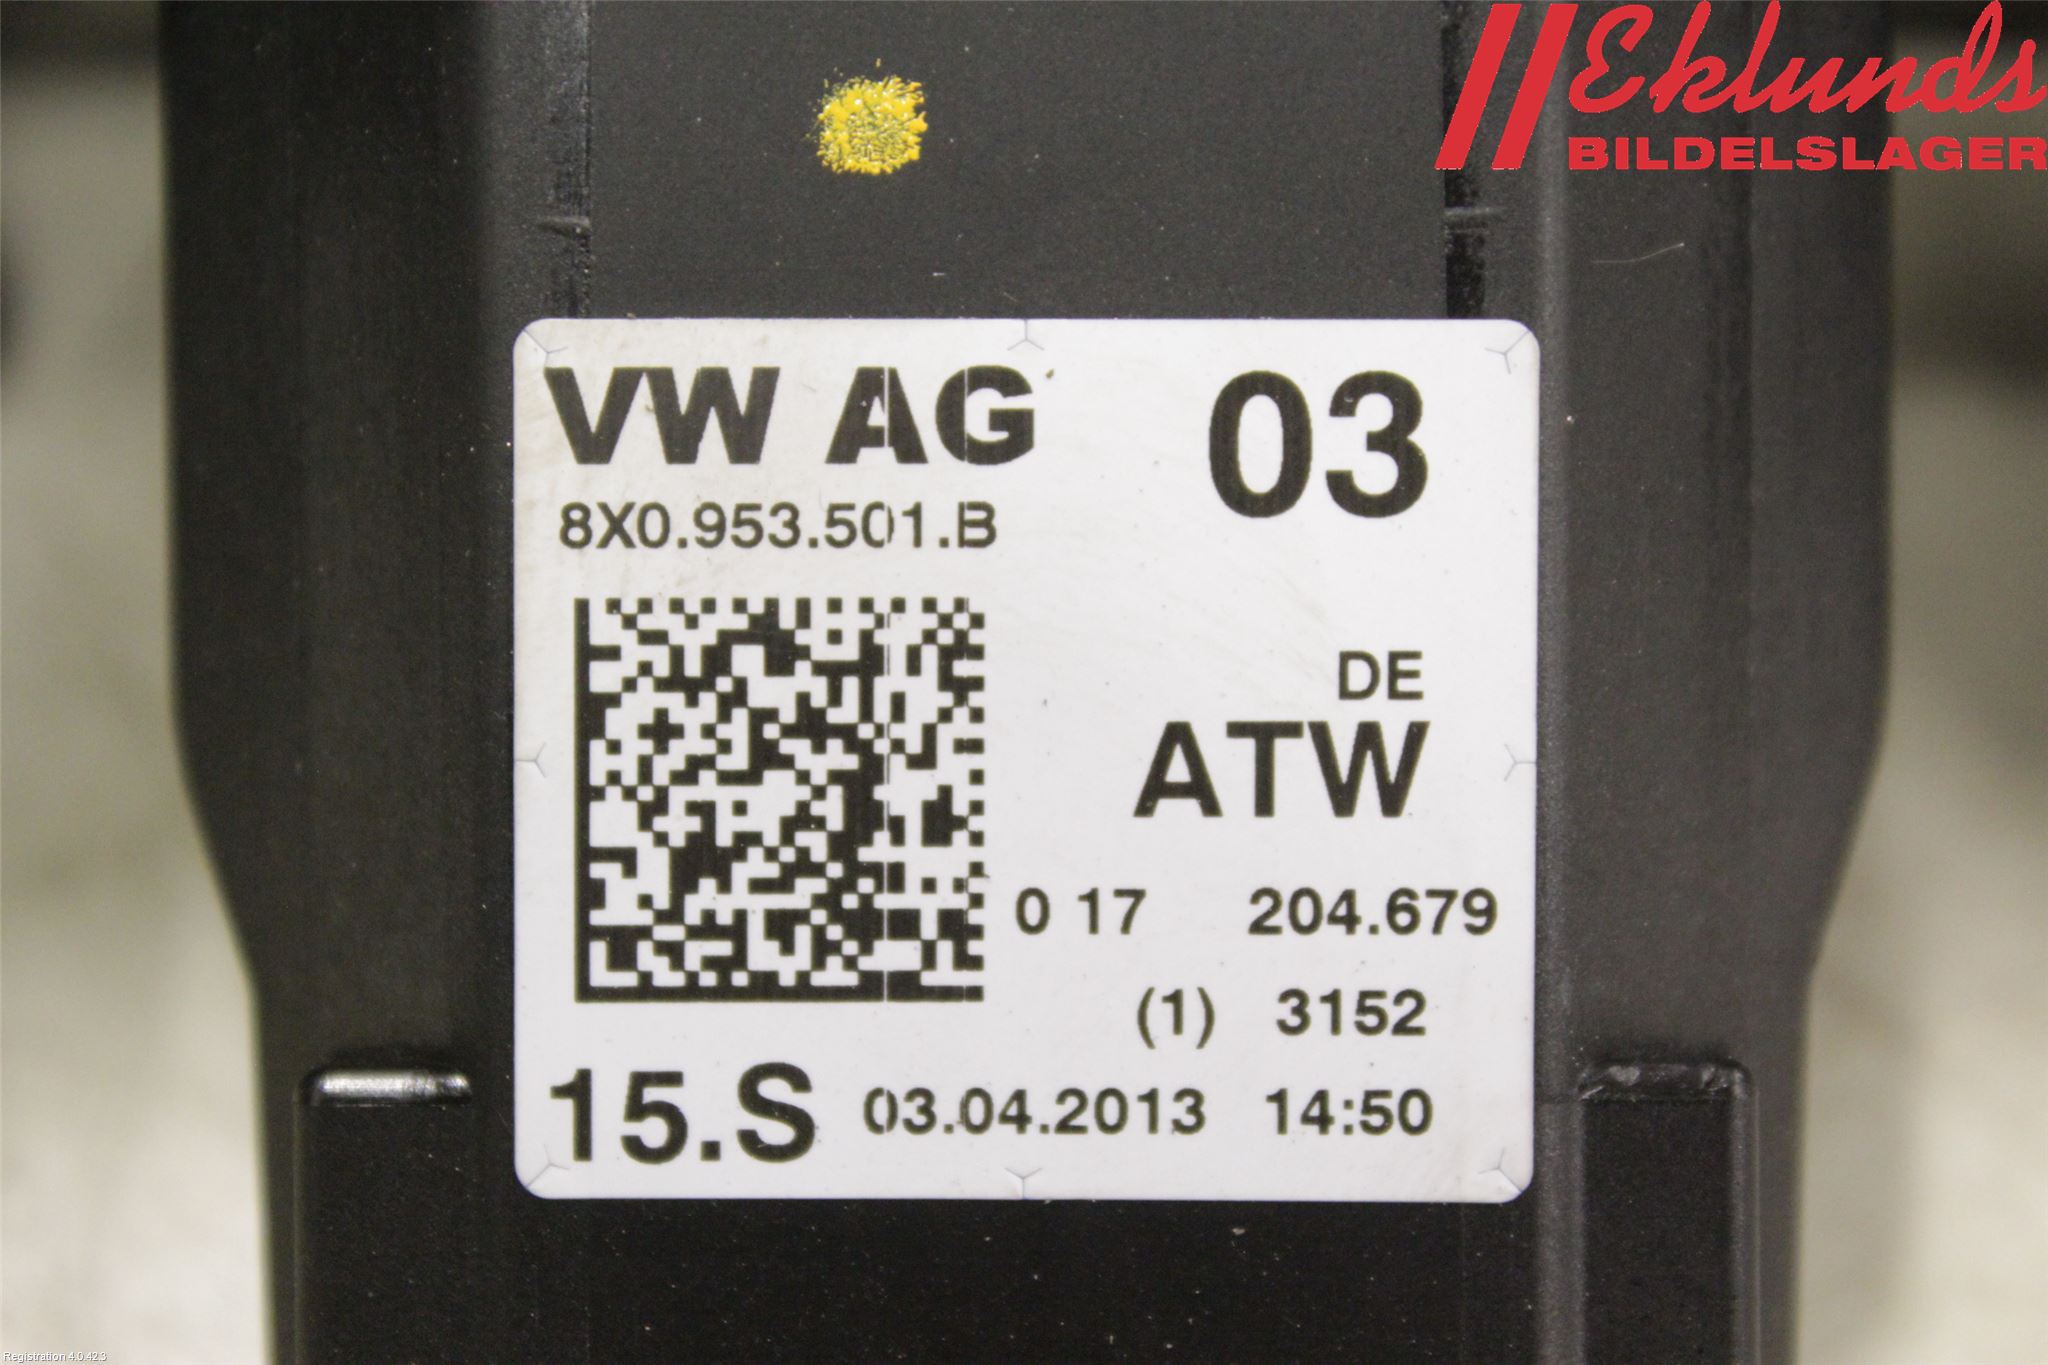 Eklunds
BILDELSLAGER
VW AG 03
8X0.953.501.B
DE
ATW
0 17 204.679
(1) 3152
15.S 03.04.2013 14:50
Registration 4.0.42.3